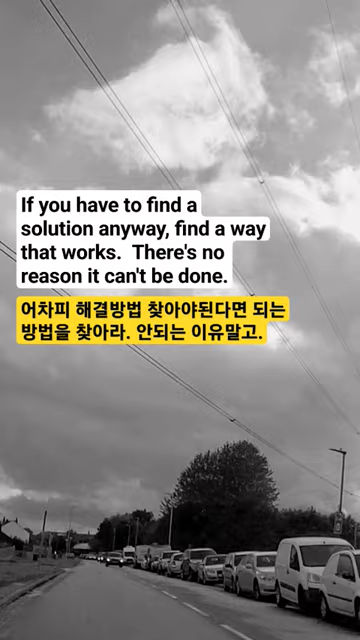 If you have to find a
solution anyway, find a way
that works.  There's no
reason it can't be done.
어차피 해결방법 찾아야된다면 되는
방법을 찾아라. 안되는 이유말고.